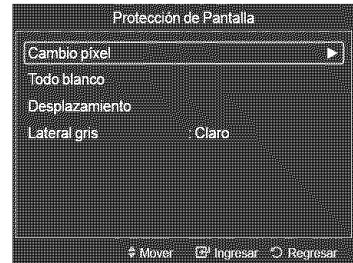 Protección de Pantalla
Cambio píxel
Todo blanco
Desplazamiento
Lateral gris : Claro
Mover Ingresar Regresar